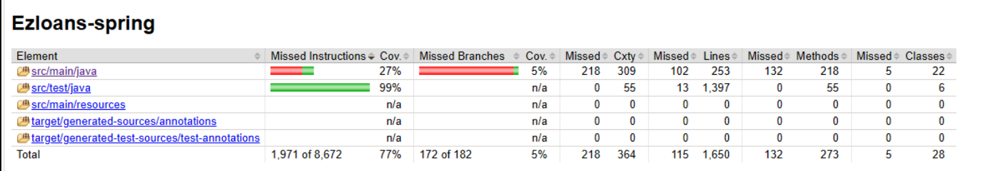 Ezloans-spring
Element Missed Instructions Cov. Missed Branches Cov. Missed Cxty Missed Lines Missed Methods Missed Classes
src/main/java 27% 5% 218 309 102 253 132 218 5 22
src/test/java 99% n/a 0 55 13 1,397 0 55 0 6
src/main/resources n/a n/a 0 0 0 0 0 0 0 0
target/generated-sources/annotations n/a n/a 0 0 0 0 0 0 0 0
target/generated-test-sources/test-annotations n/a n/a 0 0 0 0 0 0 0 0
Total 1,971 of 8,672 77% 172 of 182 5% 218 364 115 1,650 132 273 5 28